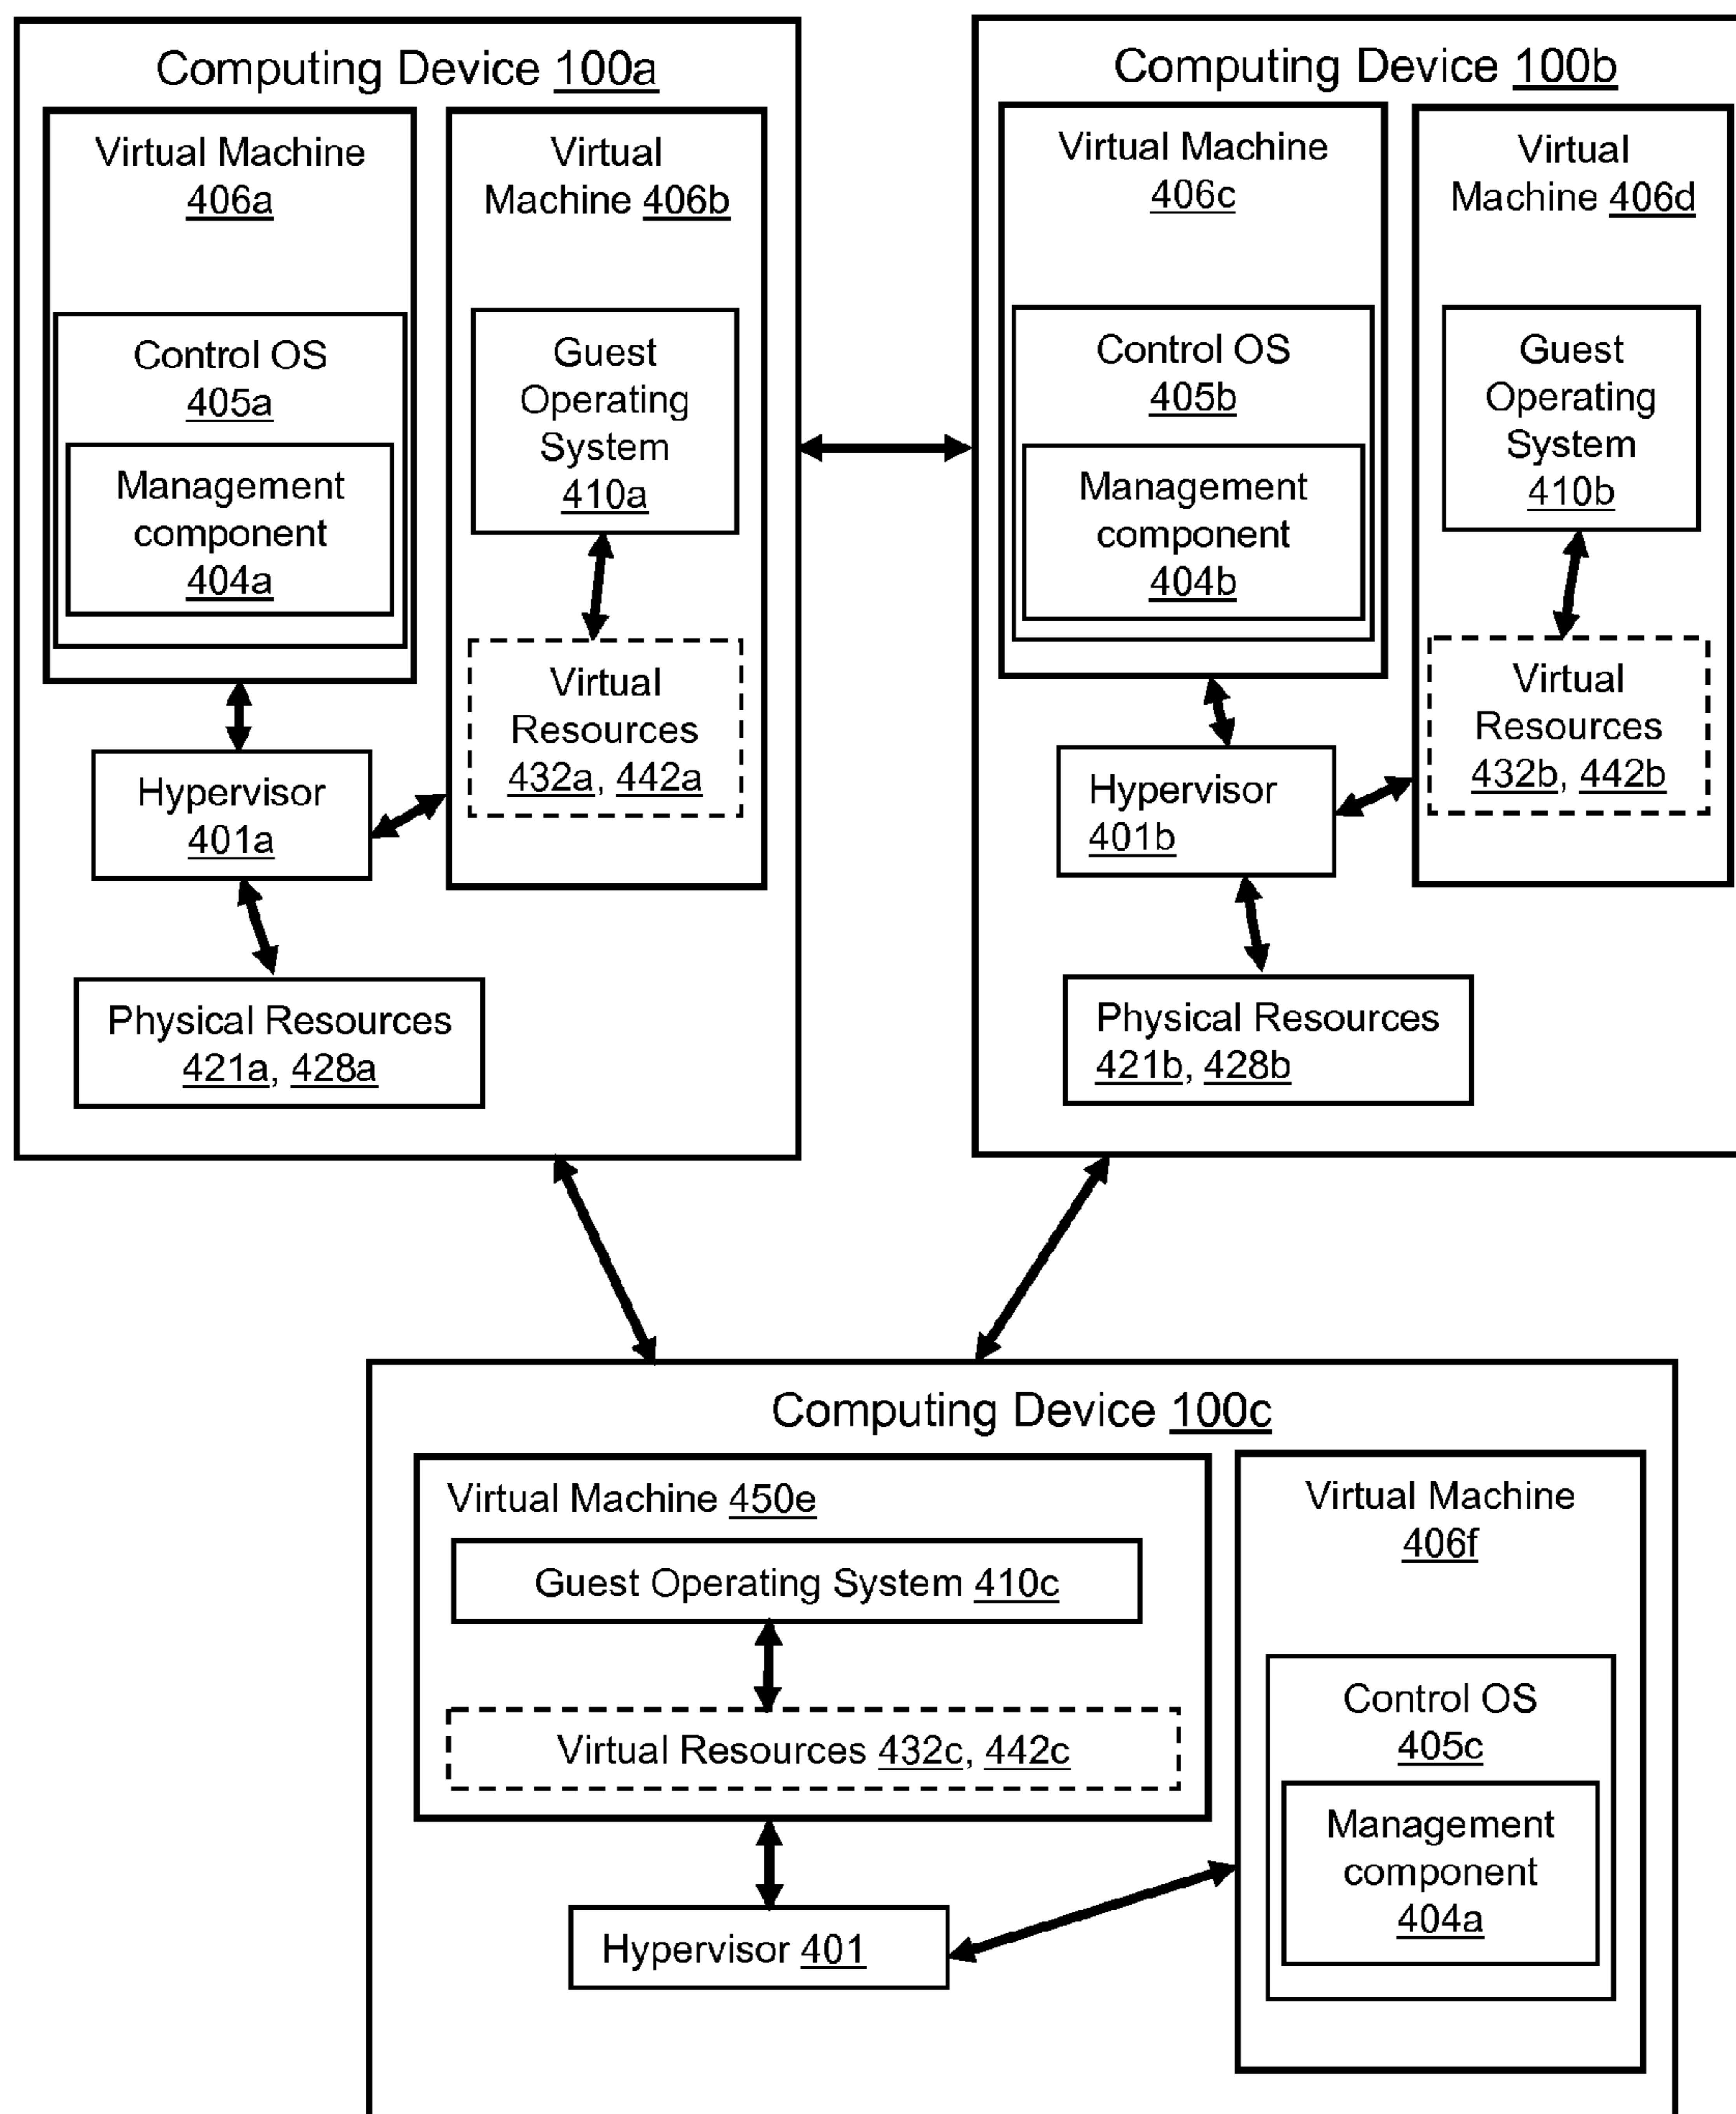 Computing Device 100a
Virtual Machine
406a
Control OS
405a
Management
component
404a
Virtual
Machine 406b
Guest
Operating
System
410a
Virtual
Resources
432a, 442a
Hypervisor
401a
Physical Resources
421a, 428a
Computing Device 100b
Virtual Machine
406c
Control OS
405b
Management
component
404b
Virtual
Machine 406d
Guest
Operating
System
410b
Virtual
Resources
432b, 442b
Hypervisor
401b
Physical Resources
421b, 428b
Computing Device 100c
Virtual Machine 450e
Guest Operating System 410c
Virtual Resources 432c, 442c
Hypervisor 401
Virtual Machine
406f
Control OS
405c
Management
component
404a